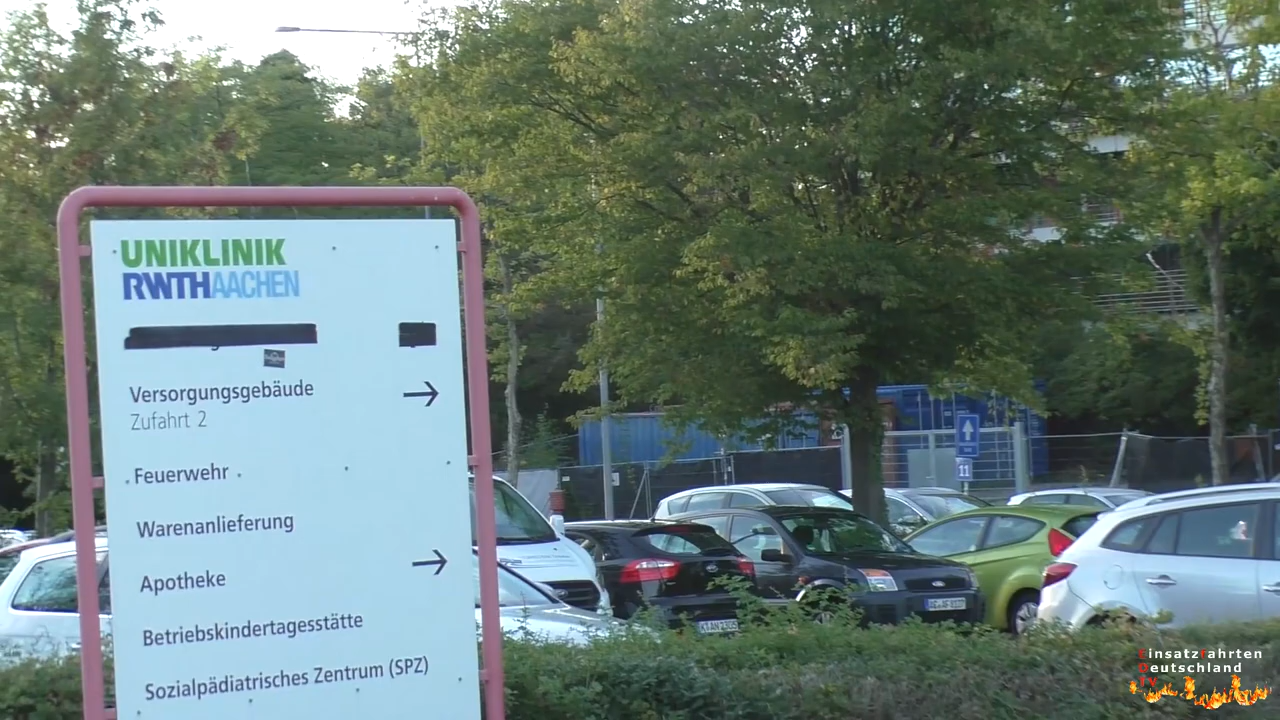 UNIKLINIK
RWTHAACHEN
Versorgungsgebäude
Zufahrt 2
Feuerwehr
Warenanlieferung
Apotheke
Betriebskindertagesstätte
Sozialpädiatrisches Zentrum (SPZ)
11
Einsatzfahrten
Deutschland
TV